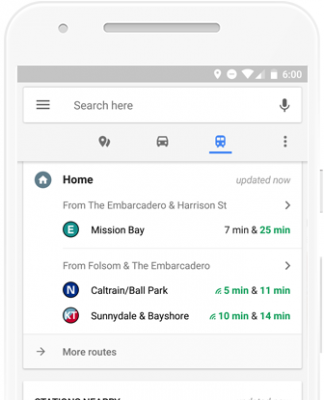 6:00
Search here
Home updated now
From The Embarcadero & Harrison St
E Mission Bay 7 min & 25 min
From Folsom & The Embarcadero
N Caltrain/Ball Park 5 min & 11 min
KT Sunnydale & Bayshore 10 min & 14 min
More routes
STATIONS NEARBY updated now